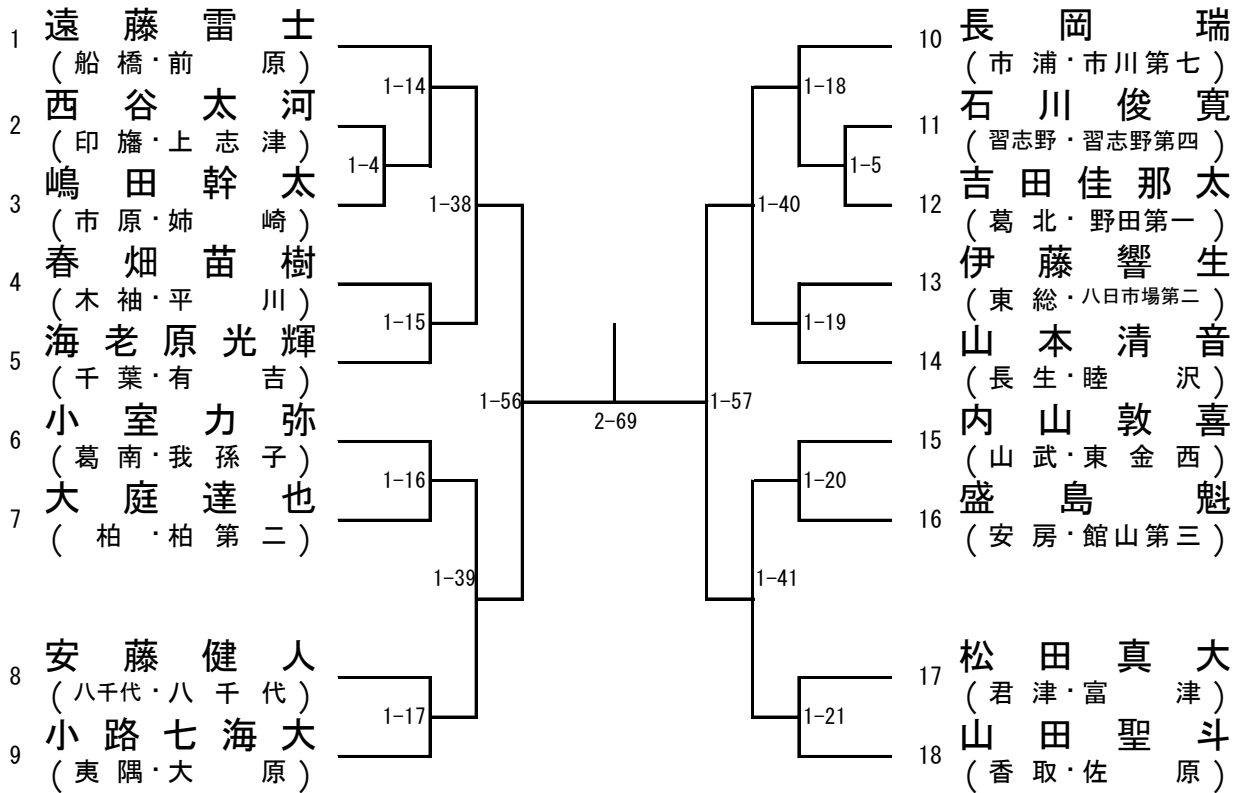 1 遠藤雷士
(船橋・前原)
2 西谷太河
(印旛・上志津)
3 嶋田幹太
(市原・姉崎)
4 春畑苗樹
(木袖・平川)
5 海老原光輝
(千葉・有吉)
6 小室力弥
(葛南・我孫子)
7 大庭達也
(柏・柏第二)
8 安藤健人
(八千代・八千代)
9 小路七海大
(夷隅・大原)
1-14
1-4
1-38
1-15
1-56
1-16
1-39
1-17
2-69
1-18
1-5
1-40
1-19
1-57
1-20
1-41
1-21
10 長岡瑞
(市浦・市川第七)
11 石川俊寛
(習志野・習志野第四)
12 吉田佳那太
(葛北・野田第一)
13 伊藤響生
(東総・八日市場第二)
14 山本清音
(長生・睦沢)
15 内山敦喜
(山武・東金西)
16 盛島魁
(安房・館山第三)
17 松田真大
(君津・富津)
18 山田聖斗
(香取・佐原)